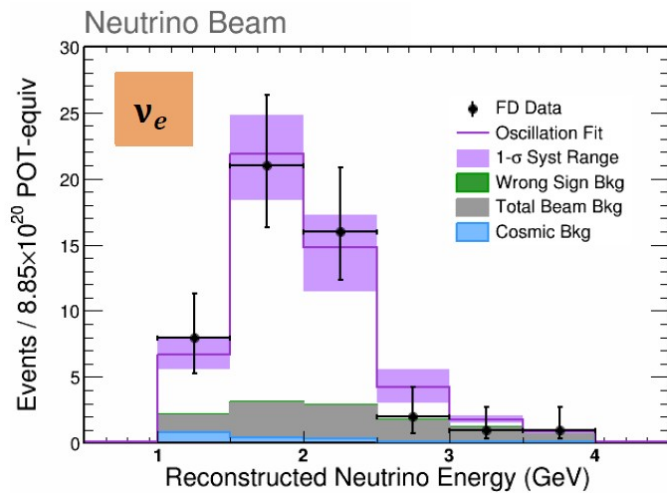 Neutrino Beam
Events / 8.85×10²⁰ POT-equiv
30
25
20
15
10
5
0
νe
FD Data
Oscillation Fit
1-σ Syst Range
Wrong Sign Bkg
Total Beam Bkg
Cosmic Bkg
1 2 3 4
Reconstructed Neutrino Energy (GeV)